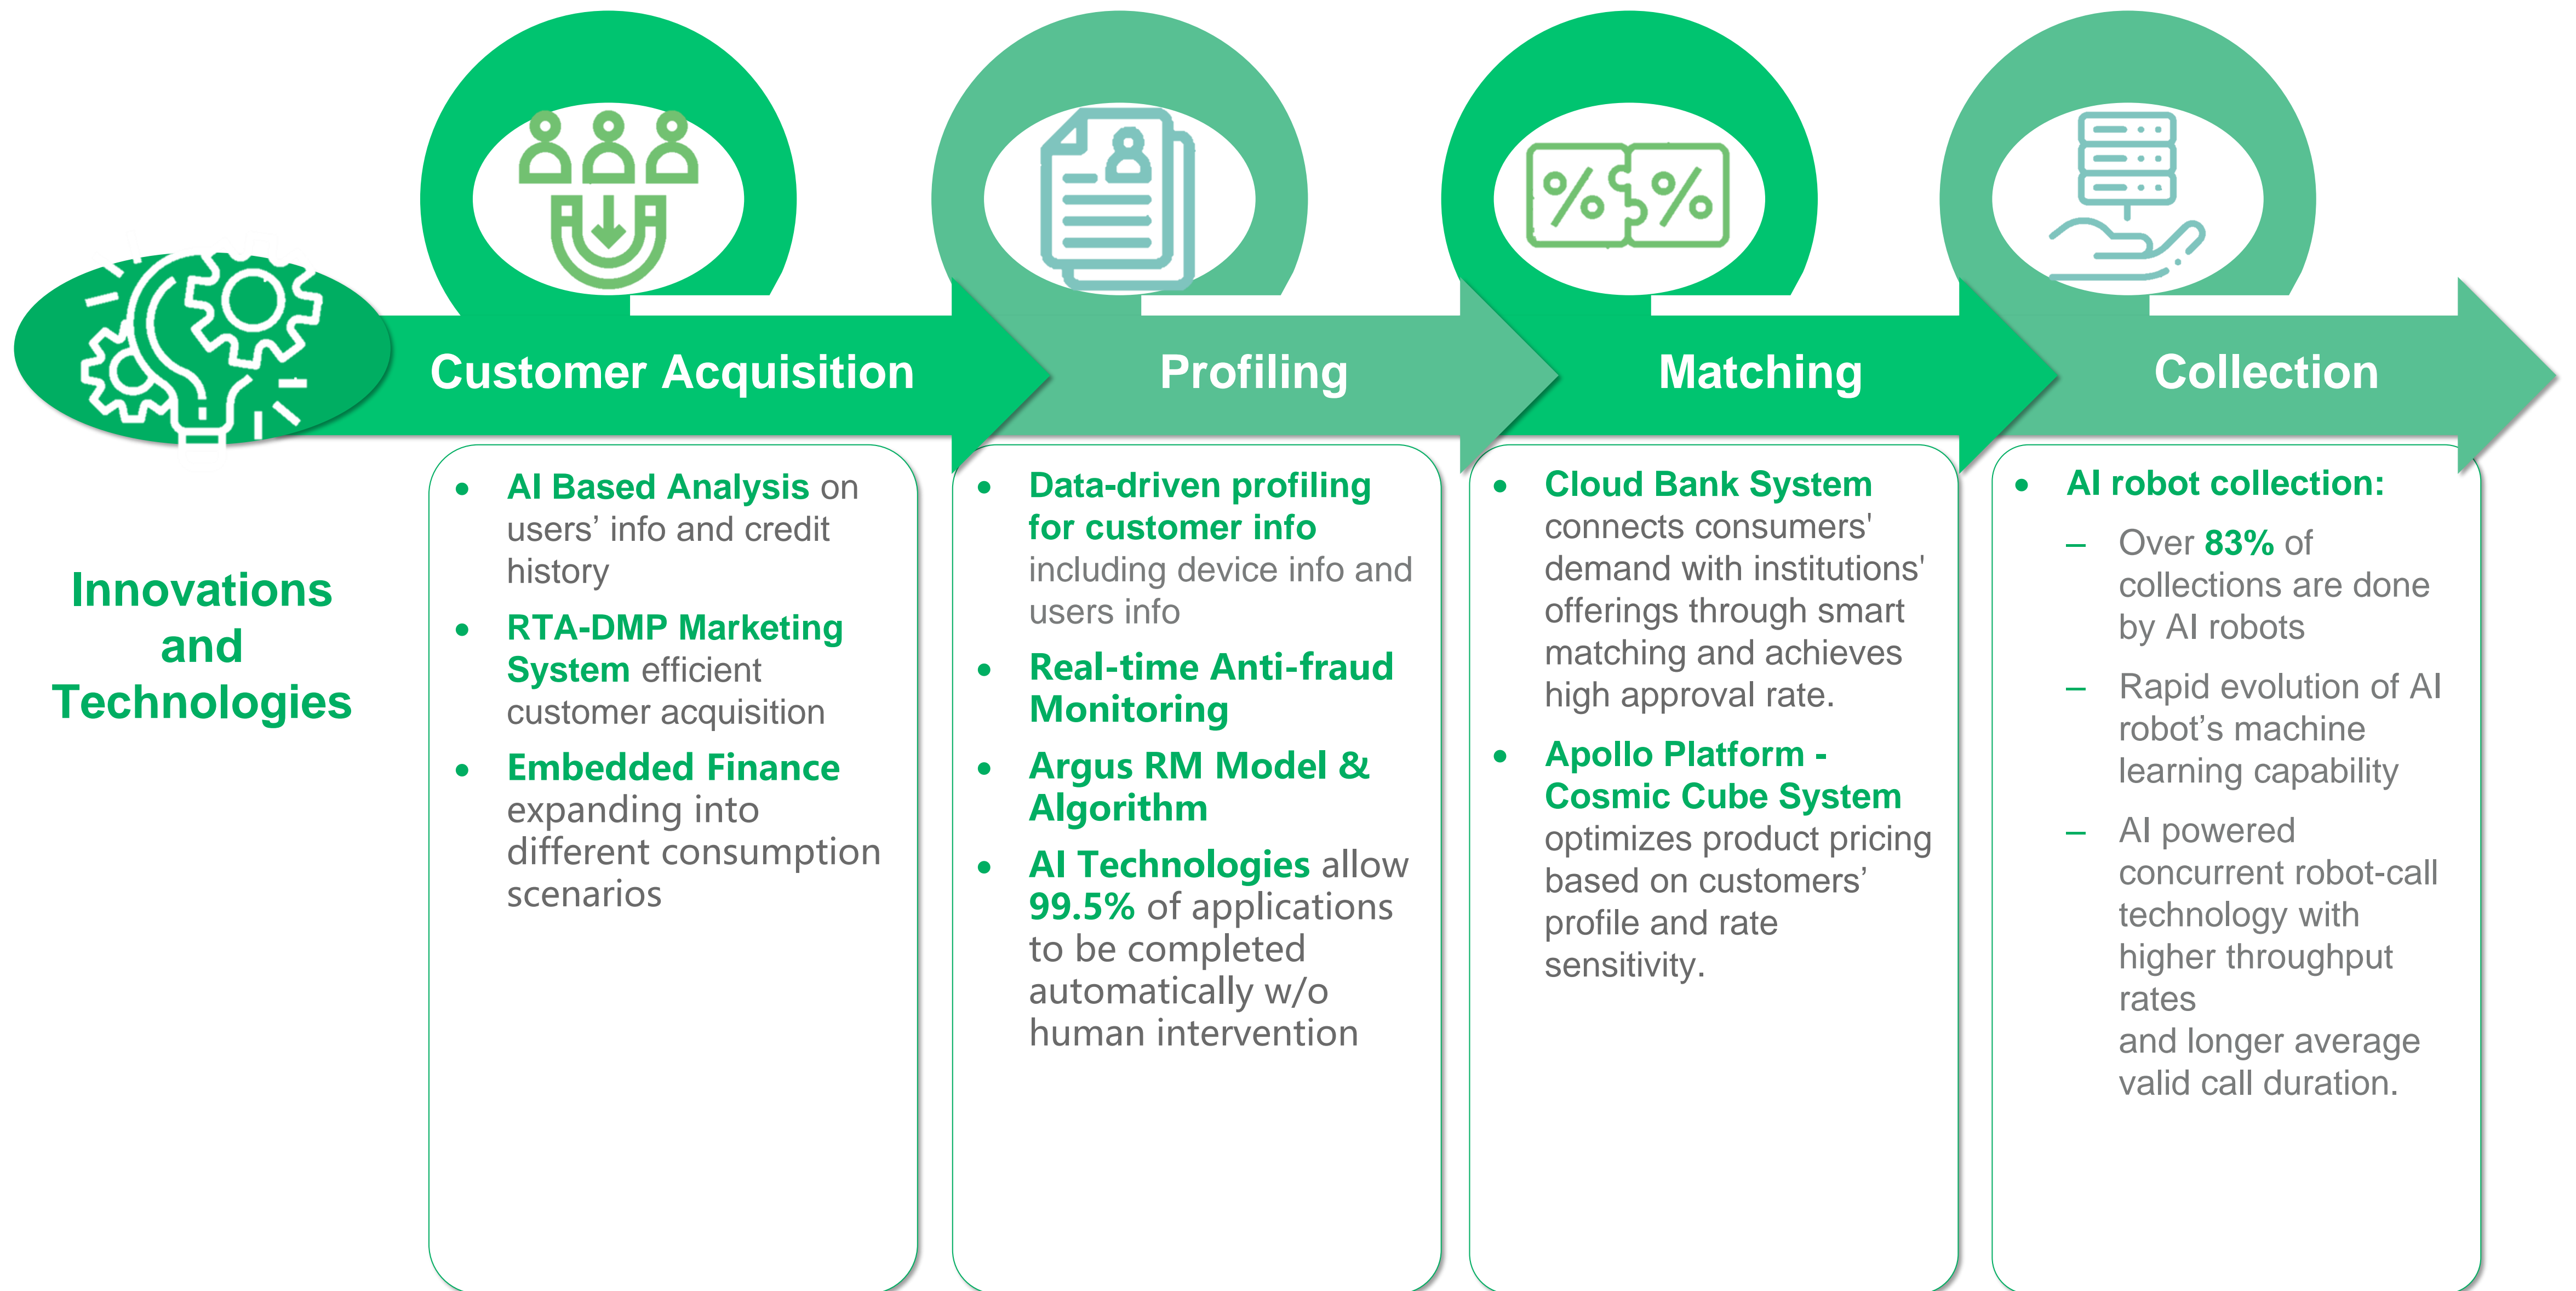 Customer Acquisition
Profiling
Matching
Collection
Innovations
and
Technologies
• AI Based Analysis on
users’ info and credit
history
• RTA-DMP Marketing
System efficient
customer acquisition
• Embedded Finance
expanding into
different consumption
scenarios
• Data-driven profiling
for customer info
including device info and
users info
• Real-time Anti-fraud
Monitoring
• Argus RM Model &
Algorithm
• AI Technologies allow
99.5% of applications
to be completed
automatically w/o
human intervention
• Cloud Bank System
connects consumers'
demand with institutions'
offerings through smart
matching and achieves
high approval rate.
• Apollo Platform -
Cosmic Cube System
optimizes product pricing
based on customers’
profile and rate
sensitivity.
• AI robot collection:
– Over 83% of
collections are done
by AI robots
– Rapid evolution of AI
robot’s machine
learning capability
– AI powered
concurrent robot-call
technology with
higher throughput
rates
and longer average
valid call duration.